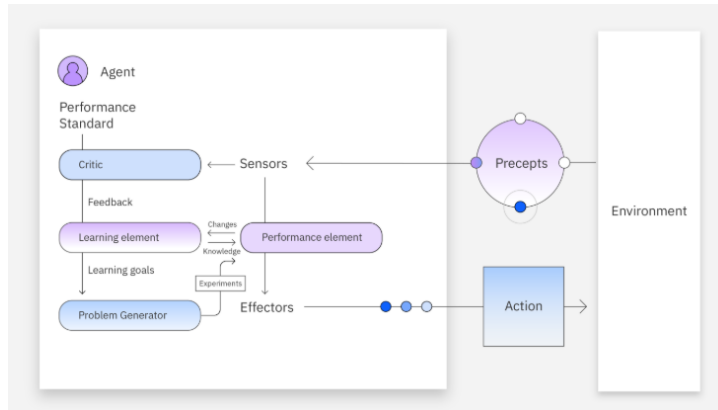 Agent
Performance
Standard
Critic
Sensors
Precepts
Feedback
Environment
Changes
Learning element
Performance element
Knowledge
Learning goals
Experiments
Problem Generator
Effectors
Action